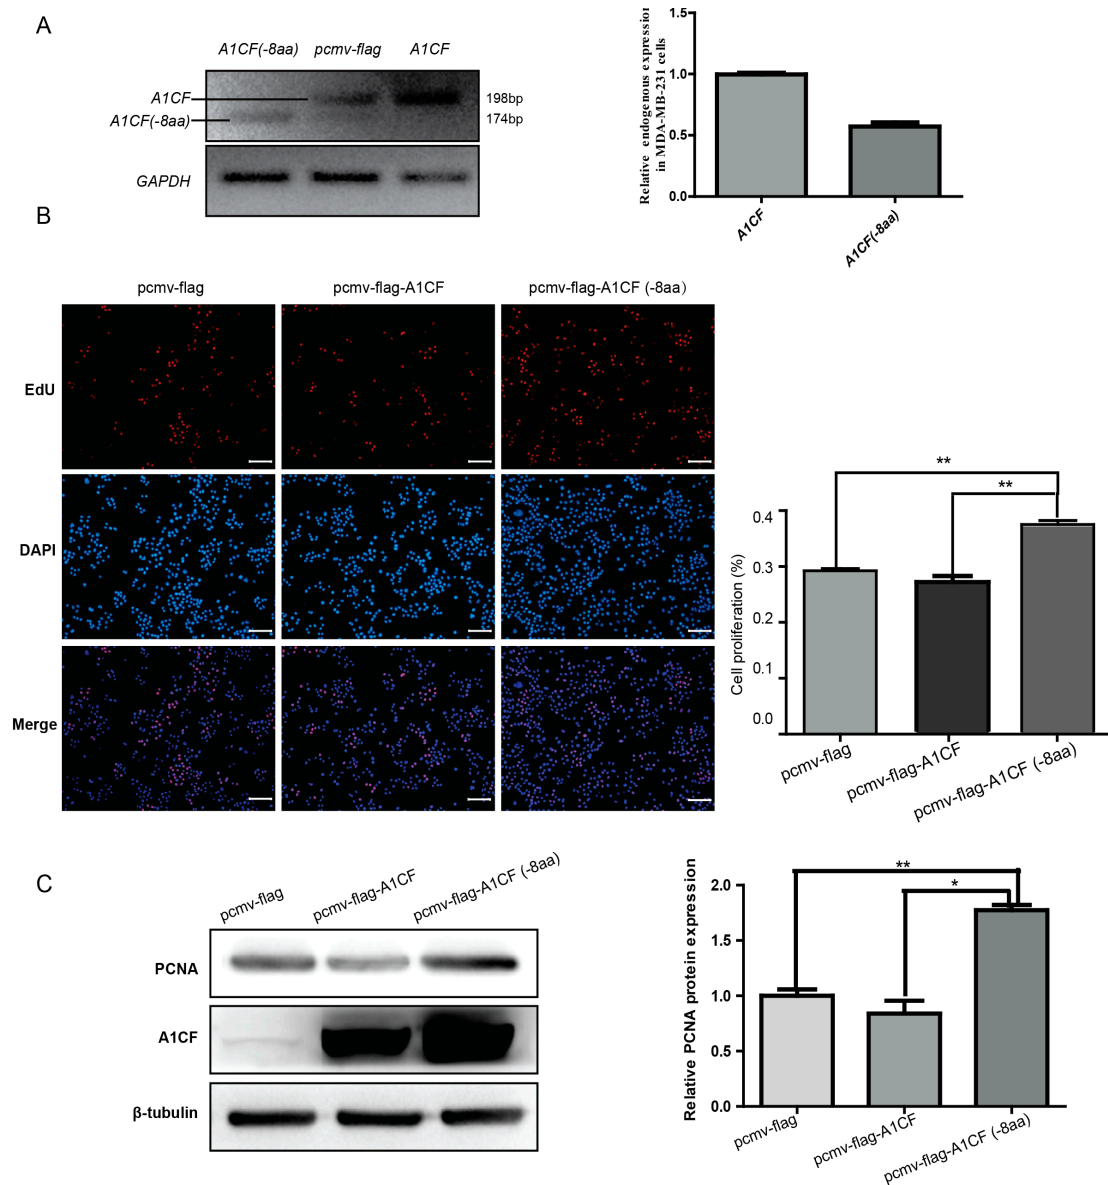 A
A1CF(-8aa) pcmv-flag A1CF
A1CF
198bp
A1CF(-8aa)
174bp
GAPDH
Relative endogenous expression
in MDA-MB-231 cells
1.5
1.0
0.5
0.0
A1CF
A1CF(-8aa)
B
pcmv-flag
pcmv-flag-A1CF
pcmv-flag-A1CF (-8aa)
EdU
DAPI
Merge
Cell proliferation (%)
0.4
0.3
0.2
0.1
0.0
**
**
pcmv-flag
pcmv-flag-A1CF
pcmv-flag-A1CF (-8aa)
C
pcmv-flag
pcmv-flag-A1CF
pcmv-flag-A1CF (-8aa)
PCNA
A1CF
β-tubulin
Relative PCNA protein expression
2.0
1.5
1.0
0.5
0.0
**
*
pcmv-flag
pcmv-flag-A1CF
pcmv-flag-A1CF (-8aa)